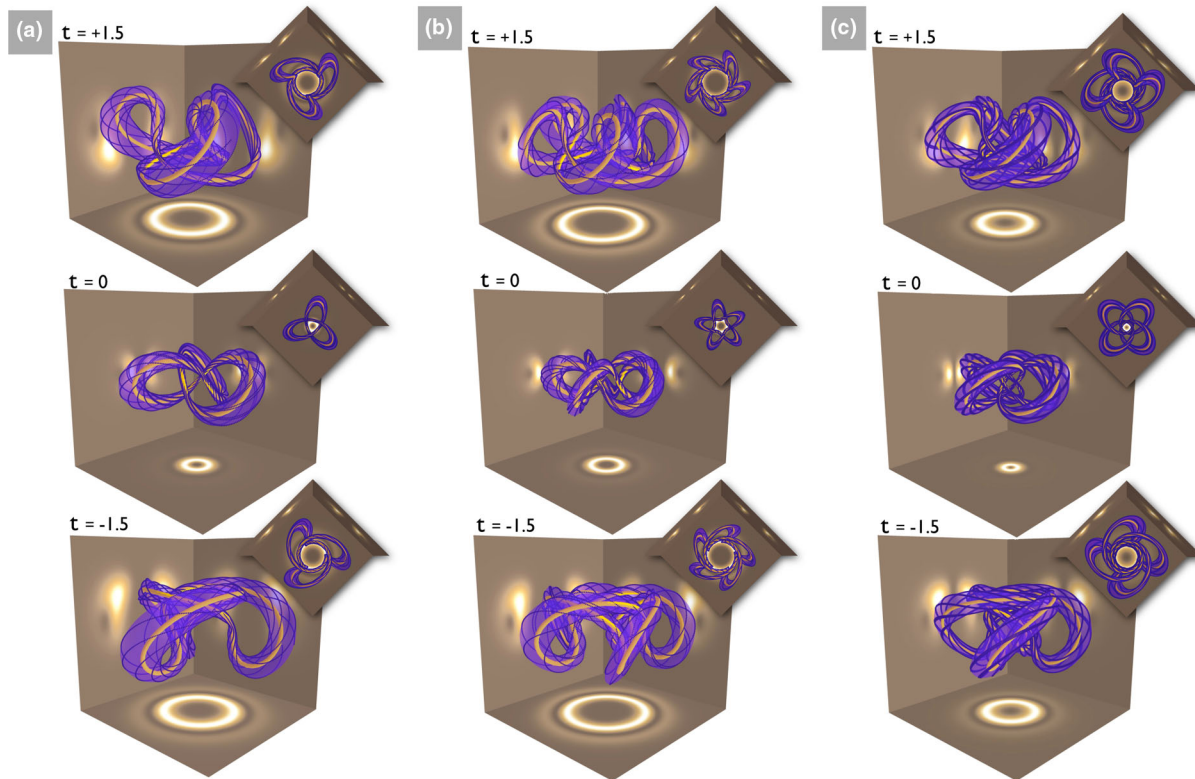 (a)
t = +1.5
(b)
t = +1.5
(c)
t = +1.5
t = 0
t = 0
t = 0
t = -1.5
t = -1.5
t = -1.5